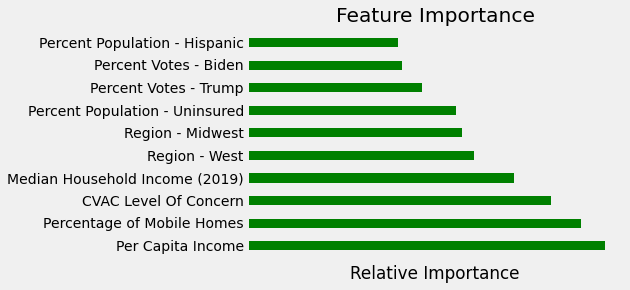 Feature Importance
Percent Population - Hispanic
Percent Votes - Biden
Percent Votes - Trump
Percent Population - Uninsured
Region - Midwest
Region - West
Median Household Income (2019)
CVAC Level Of Concern
Percentage of Mobile Homes
Per Capita Income
Relative Importance